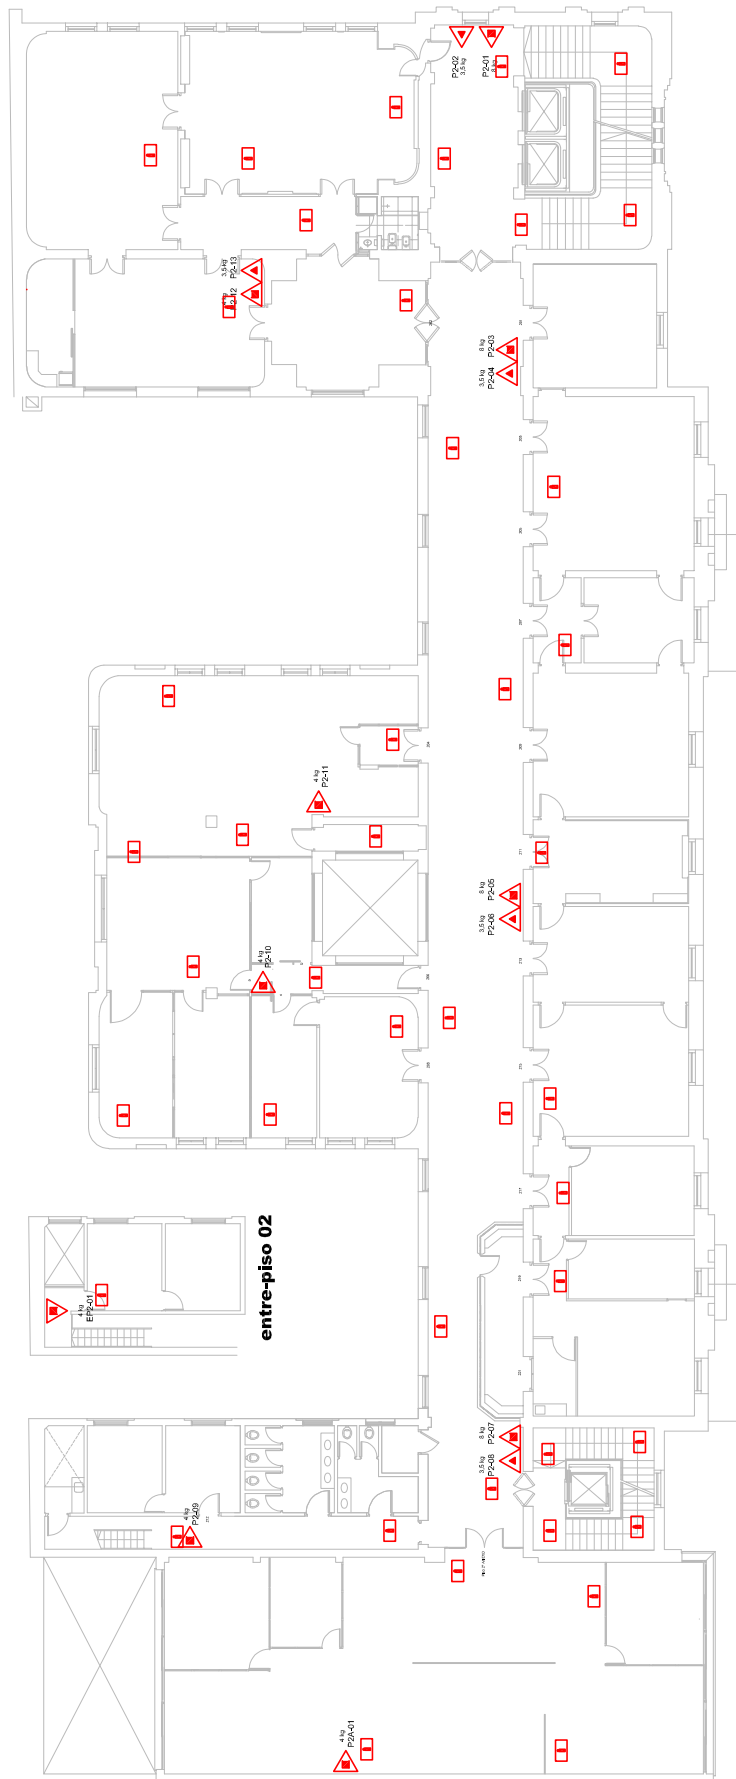 P2-02
3,5 kg
P2-01
8 kg
3,5 kg
P2-13
4 kg
P2-12
8 kg
P2-03
3,5 kg
P2-04
4 kg
P2-11
8 kg
P2-05
3,5 kg
P2-06
4 kg
P2-10
entre-piso 02
4 kg
EP2-01
8 kg
P2-07
3,5 kg
P2-08
4 kg
P2-09
4 kg
P2A-01